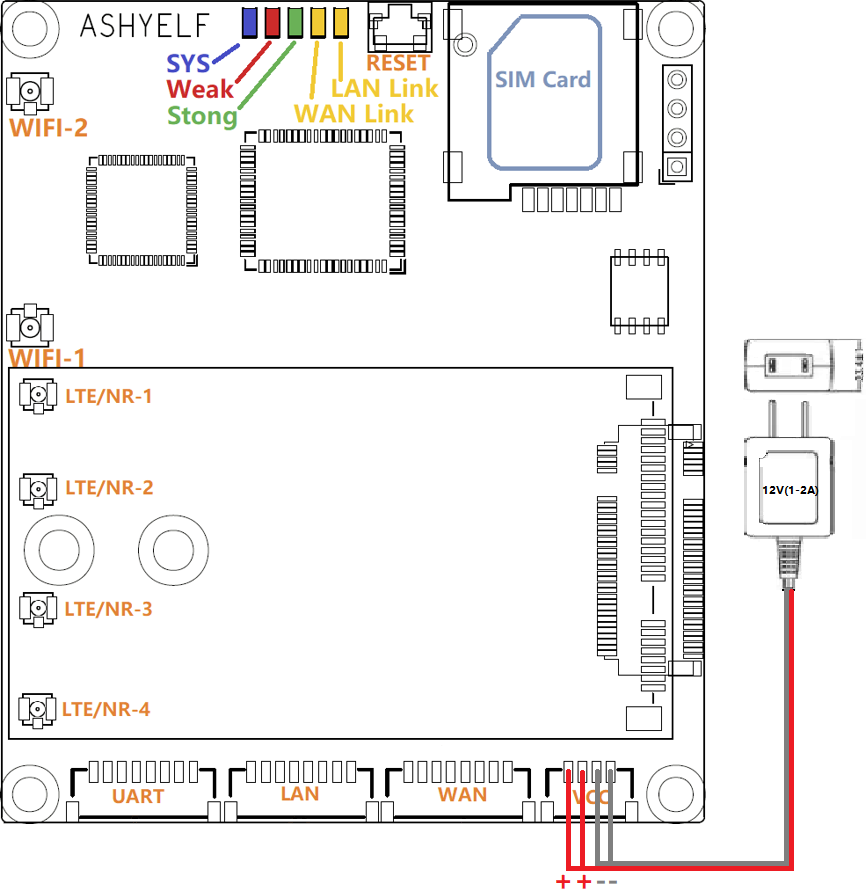 ASHYELF
SYS
Weak
Stong
RESET
LAN Link
WAN Link
SIM Card
WIFI-2
WIFI-1
LTE/NR-1
LTE/NR-2
12V(1-2A)
LTE/NR-3
LTE/NR-4
UART
LAN
WAN
VCC
+ + - -